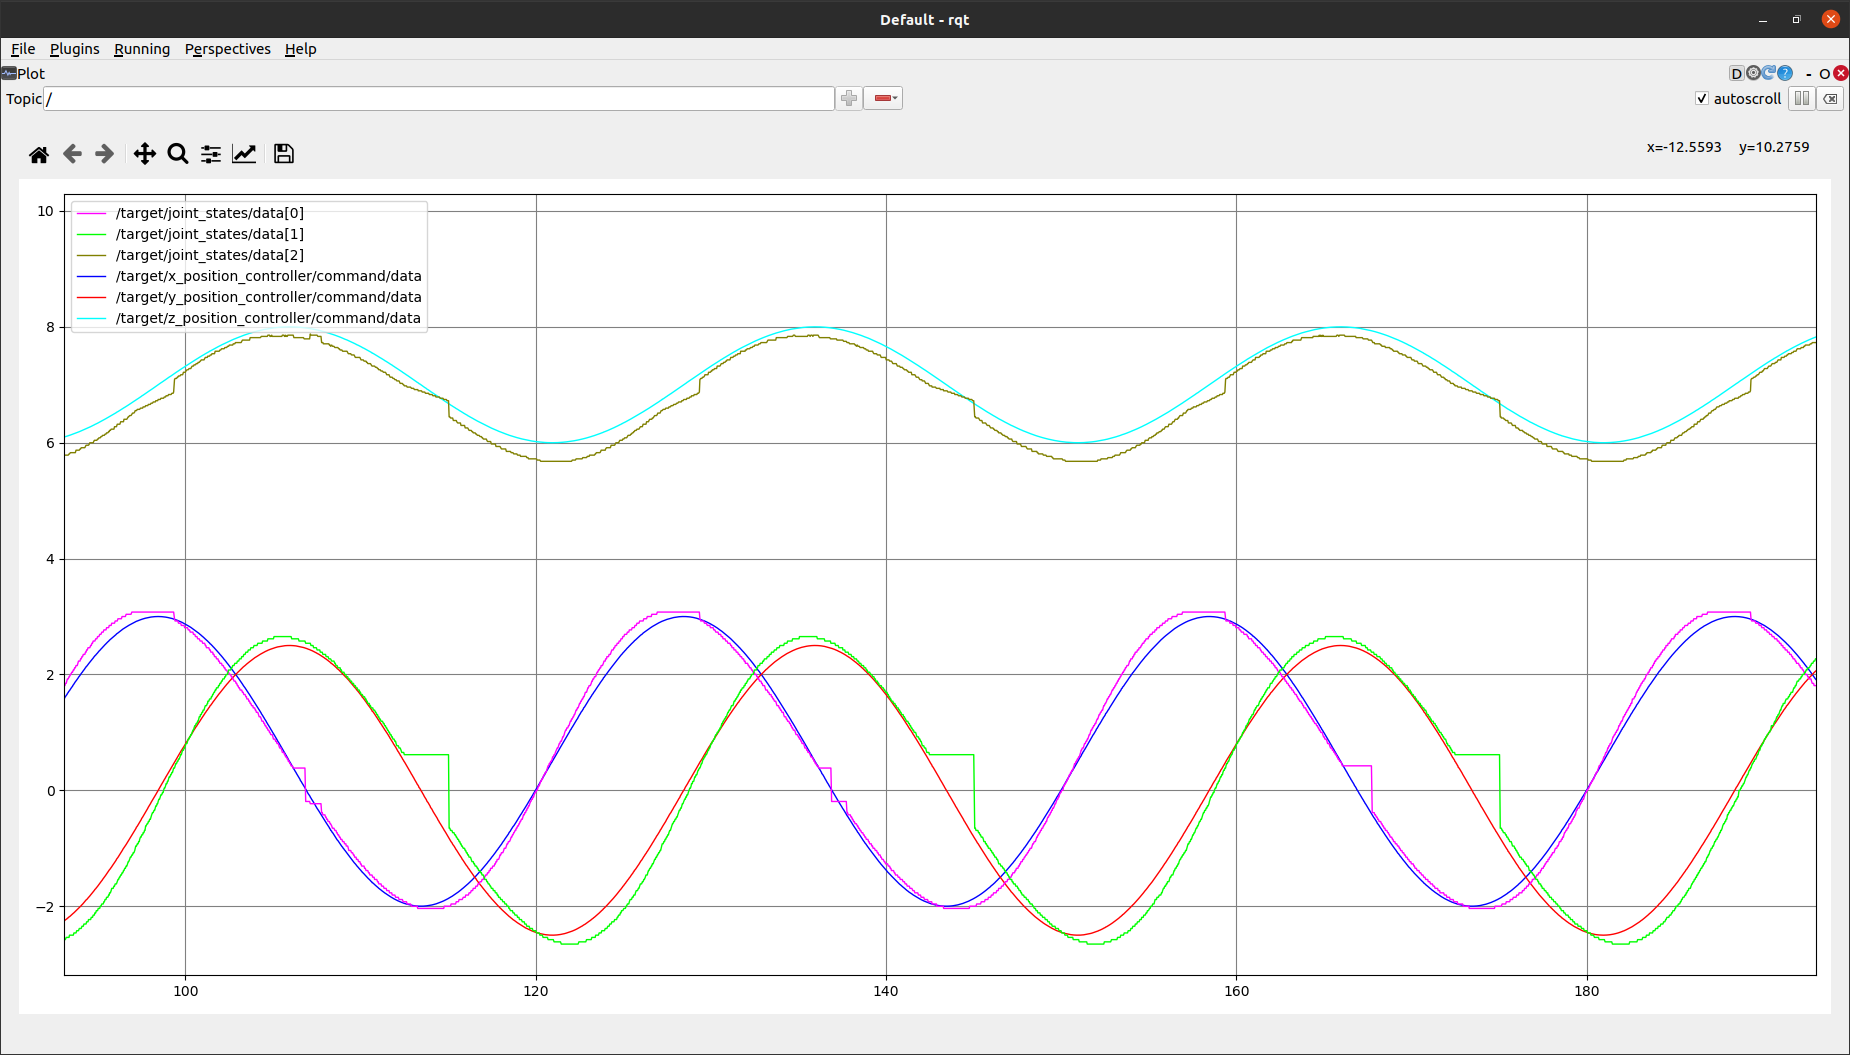 Default - rqt
File Plugins Running Perspectives Help
Plot D ? - O
Topic / autoscroll
x=-12.5593 y=10.2759
/target/joint_states/data[0]
/target/joint_states/data[1]
/target/joint_states/data[2]
/target/x_position_controller/command/data
/target/y_position_controller/command/data
/target/z_position_controller/command/data
10
8
6
4
2
0
−2
100 120 140 160 180